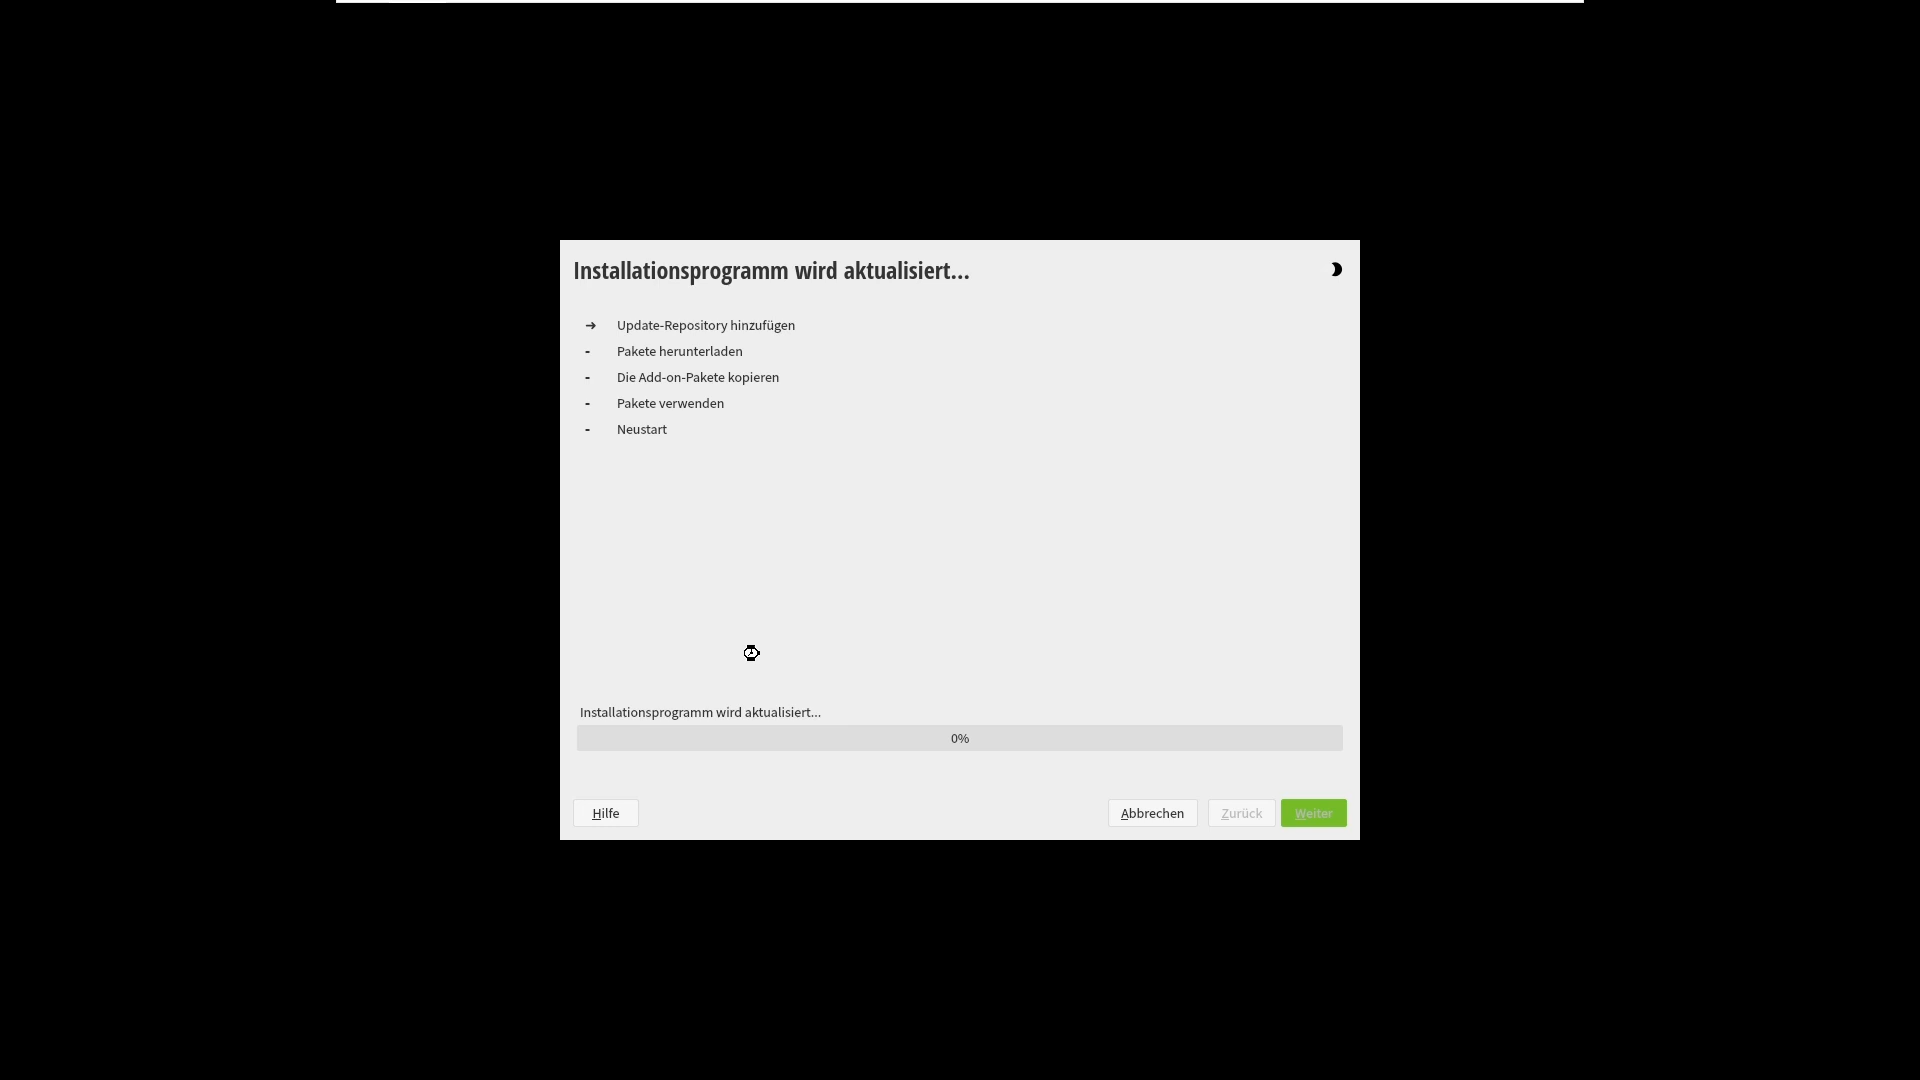 Installationsprogramm wird aktualisiert...
➜ Update-Repository hinzufügen
- Pakete herunterladen
- Die Add-on-Pakete kopieren
- Pakete verwenden
- Neustart
Installationsprogramm wird aktualisiert...
0%
Hilfe Abbrechen Zurück Weiter